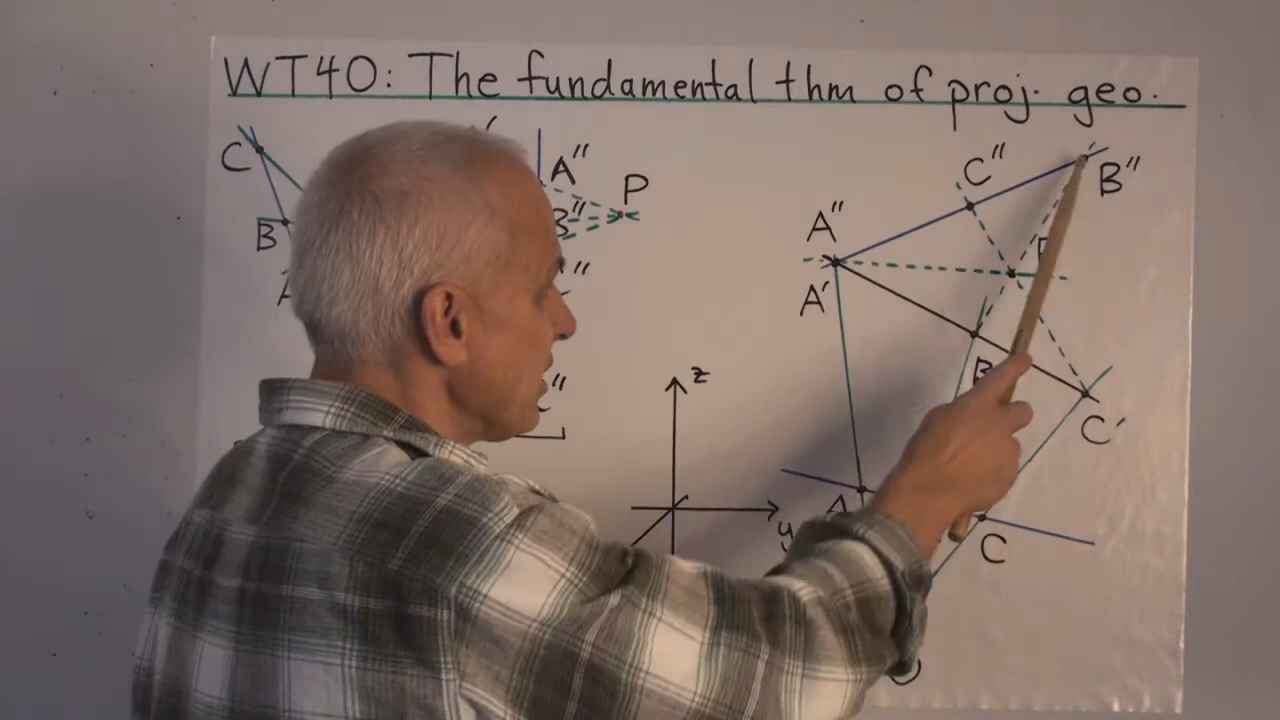 WT40: The fundamental thm of proj. geo.
C
B
A″
P
C″
B″
A″
A′
z
y
C′
A
C